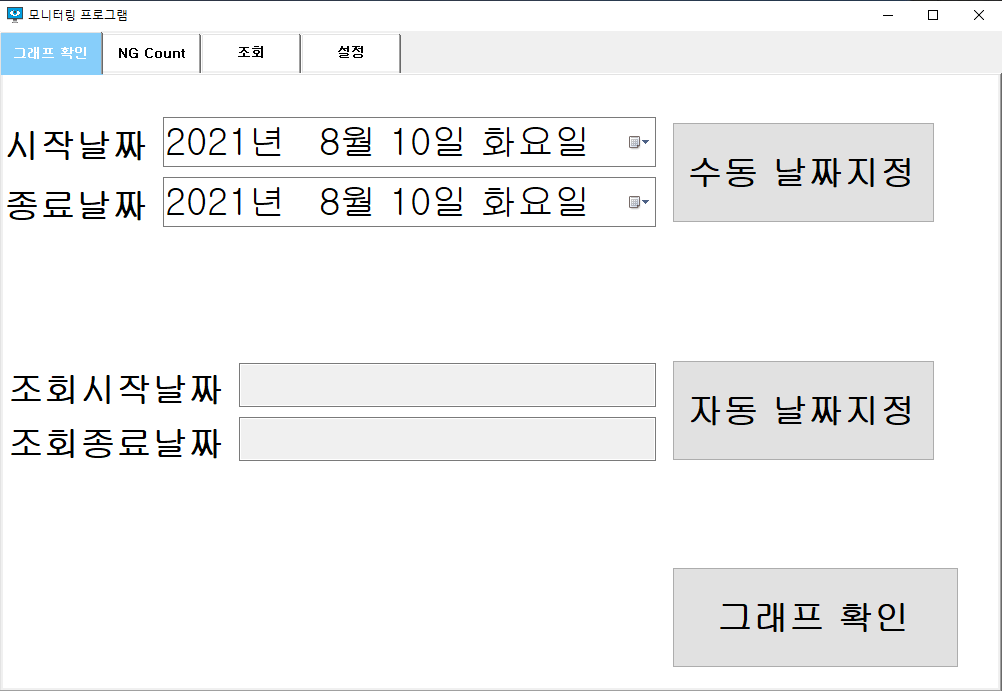 모니터링 프로그램
그래프 확인 NG Count 조회 설정
시작날짜 2021년 8월 10일 화요일
수동 날짜지정
종료날짜 2021년 8월 10일 화요일
조회시작날짜
자동 날짜지정
조회종료날짜
그래프 확인